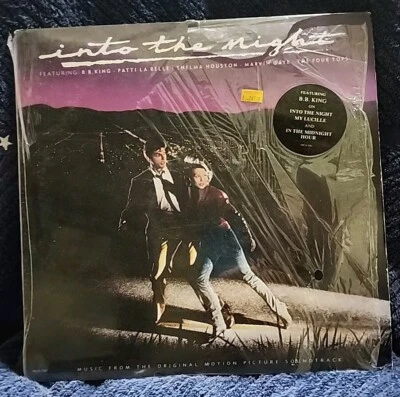 into the night
FEATURING: B.B. KING • PATTI LA BELLE • THELMA HOUSTON • MARVIN GAYE • THE FOUR TOPS
FEATURING
B.B. KING
ON
INTO THE NIGHT
MY LUCILLE
AND
IN THE MIDNIGHT
HOUR
MUSIC FROM THE ORIGINAL MOTION PICTURE SOUNDTRACK